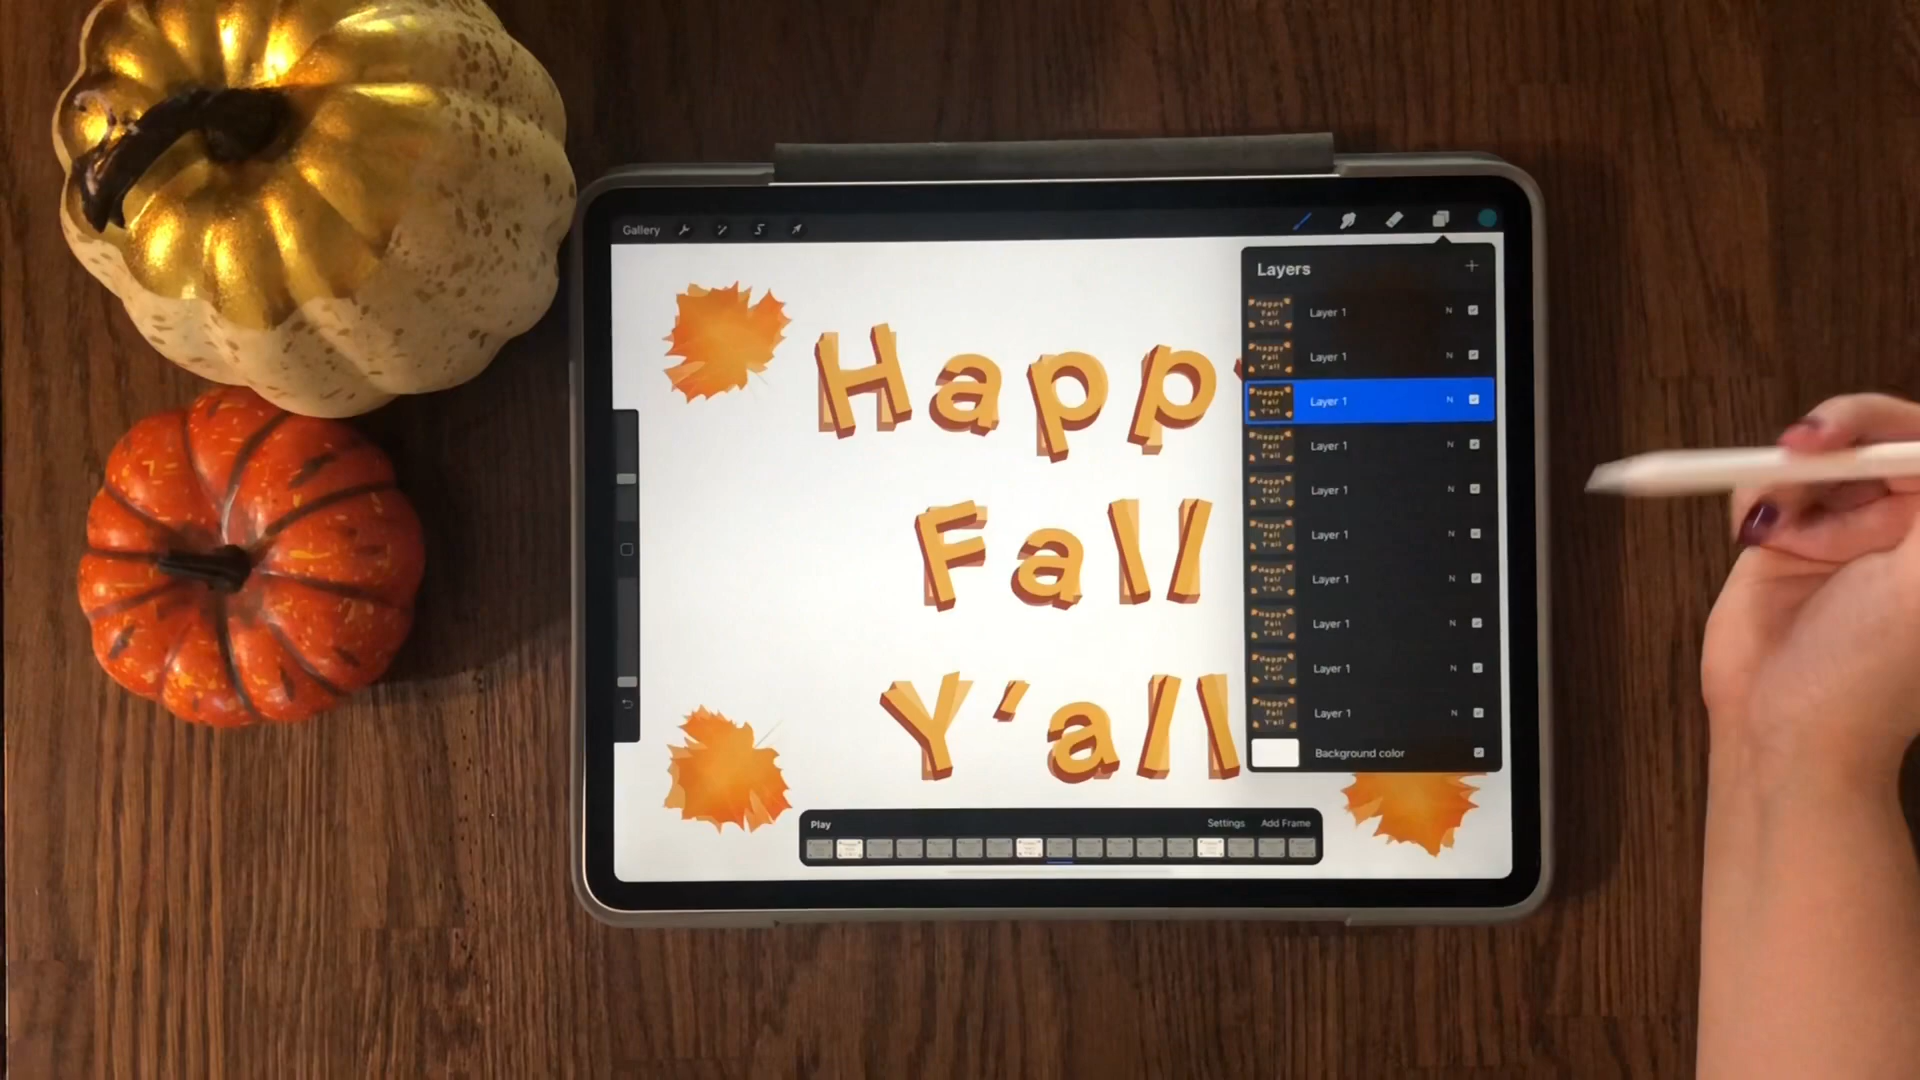 Gallery
Layers
Happ
Fall
Y'all
Layer 1 N
Layer 1 N
Layer 1 N
Layer 1 N
Layer 1 N
Layer 1 N
Layer 1 N
Layer 1 N
Layer 1 N
Layer 1 N
Background color
Play Settings Add Frame